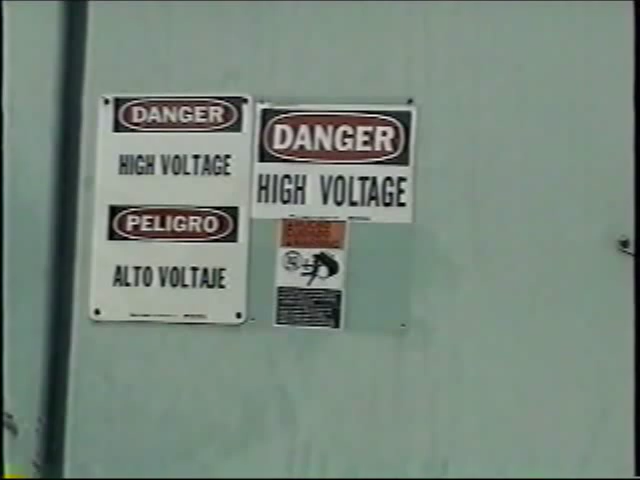 DANGER
HIGH VOLTAGE
PELIGRO
ALTO VOLTAJE
DANGER
HIGH VOLTAGE